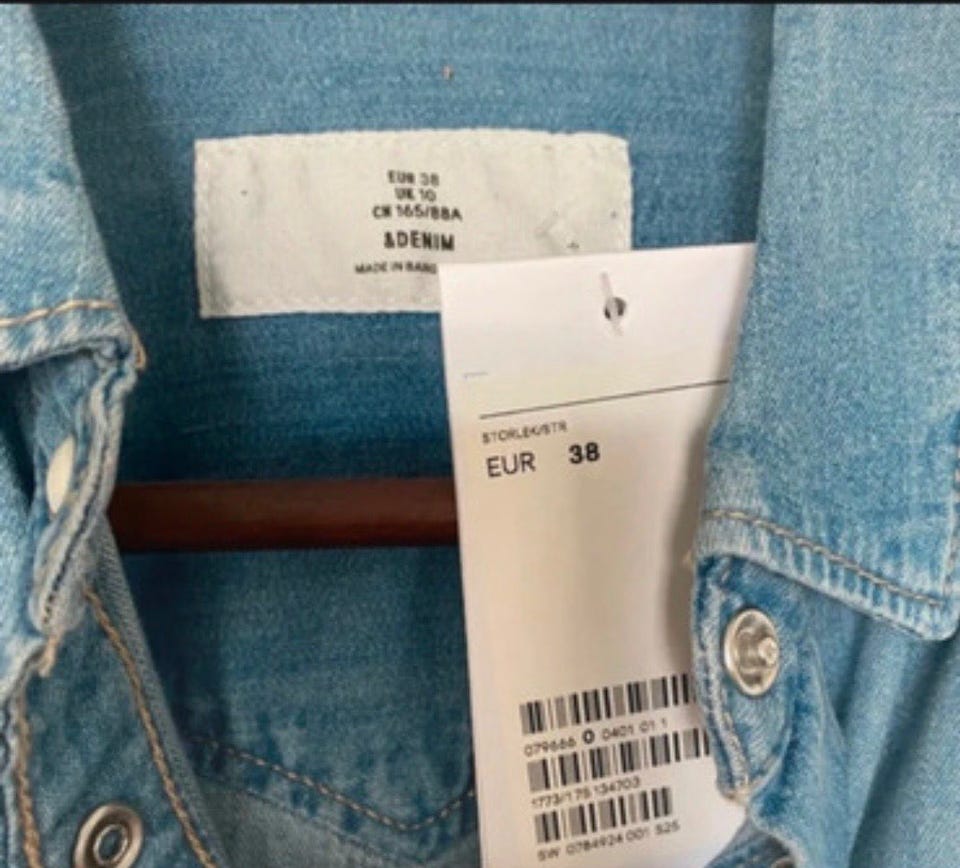 EUR 38
UK 10
CN 165/88A
&DENIM
MADE IN BANG
STORLEK/STR
EUR 38
079666 0 0401 01 1
1773/175 134703
SW 0784924 001 S25